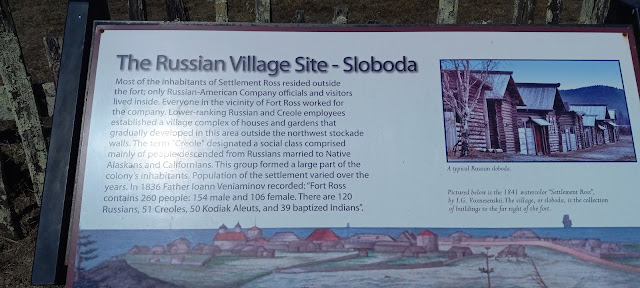 The Russian Village Site - Sloboda
Most of the inhabitants of Settlement Ross resided outside
the fort; only Russian-American Company officials and visitors
lived inside. Everyone in the vicinity of Fort Ross worked for
the company. Lower-ranking Russian and Creole employees
established a village complex of houses and gardens that
gradually developed in this area outside the northwest stockade
walls. The term "Creole" designated a social class comprised
mainly of people descended from Russians married to Native
Alaskans and Californians. This group formed a large part of the
colony's inhabitants. Population of the settlement varied over the
years. In 1836 Father Ioann Veniaminov recorded: "Fort Ross
contains 260 people: 154 male and 106 female. There are 120
Russians, 51 Creoles, 50 Kodiak Aleuts, and 39 baptized Indians".
A typical Russian sloboda.
Pictured below is the 1841 watercolor "Settlement Ross",
by I.G. Voznesenskii. The village, or sloboda, is the collection
of buildings to the far right of the fort.